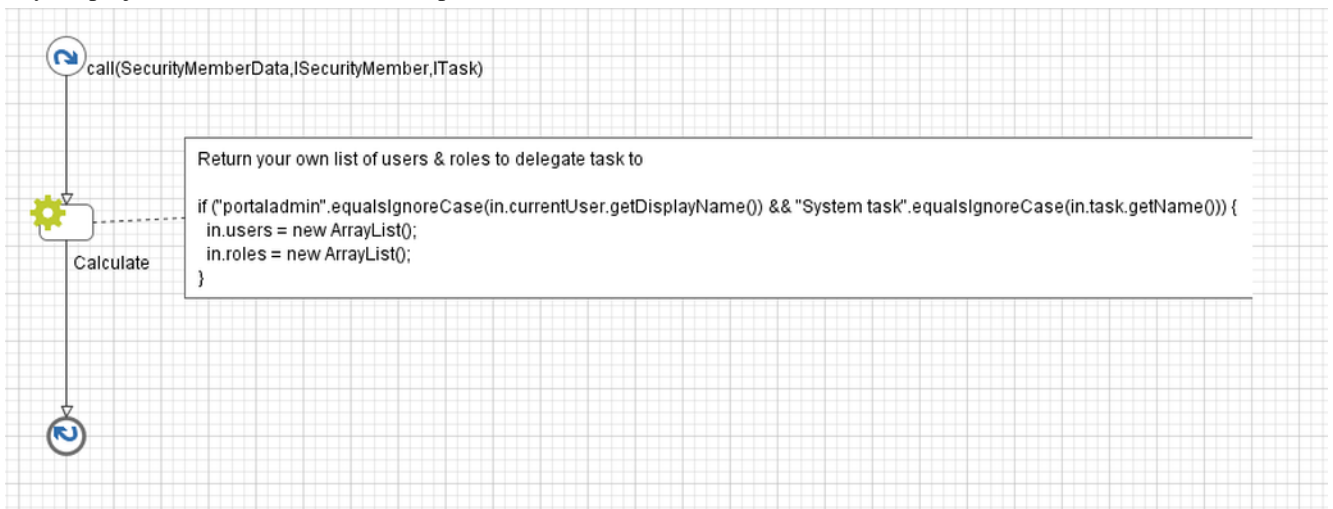 call(SecurityMemberData,ISecurityMember,ITask)
Return your own list of users & roles to delegate task to
if ("portaladmin".equalsIgnoreCase(in.currentUser.getDisplayName()) && "System task".equalsIgnoreCase(in.task.getName())) {
in.users = new ArrayList();
in.roles = new ArrayList();
}
Calculate